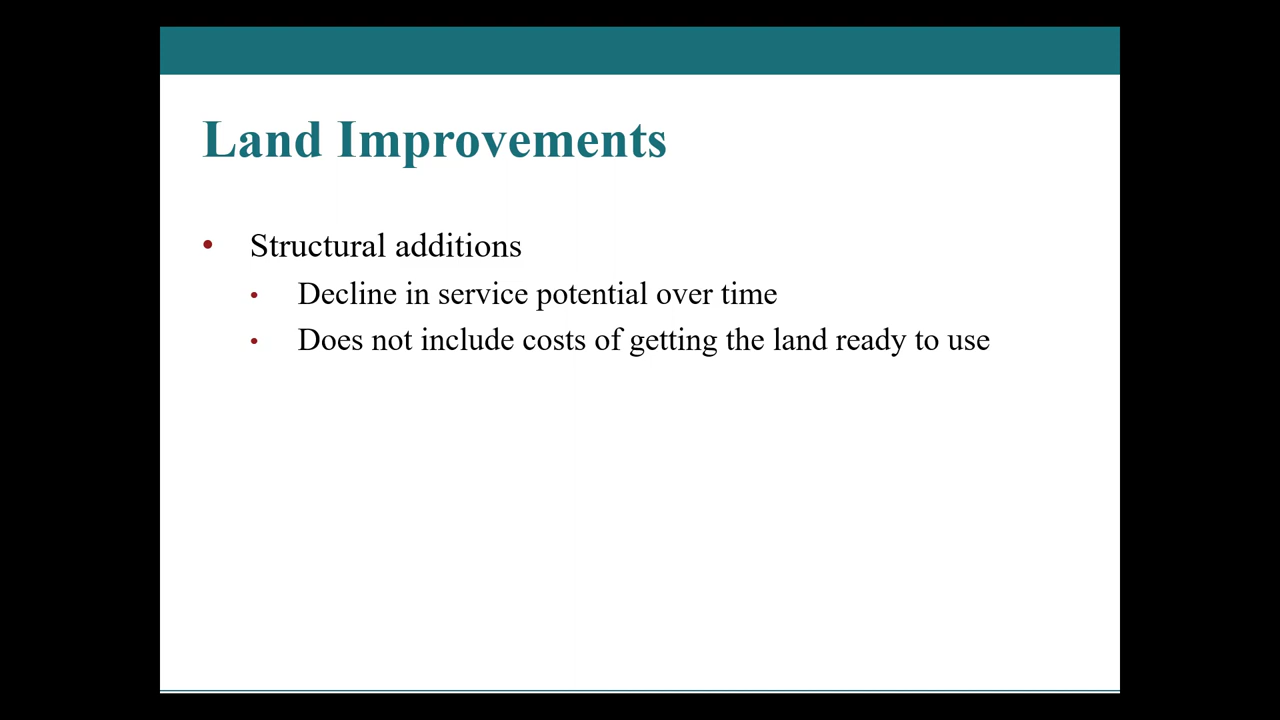 Land Improvements
• Structural additions
• Decline in service potential over time
• Does not include costs of getting the land ready to use